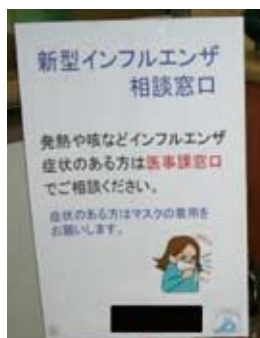 新型インフルエンザ
相談窓口
発熱や咳などインフルエンザ
症状のある方は医事課窓口
でご相談ください。
症状のある方はマスクの着用を
お願いします。